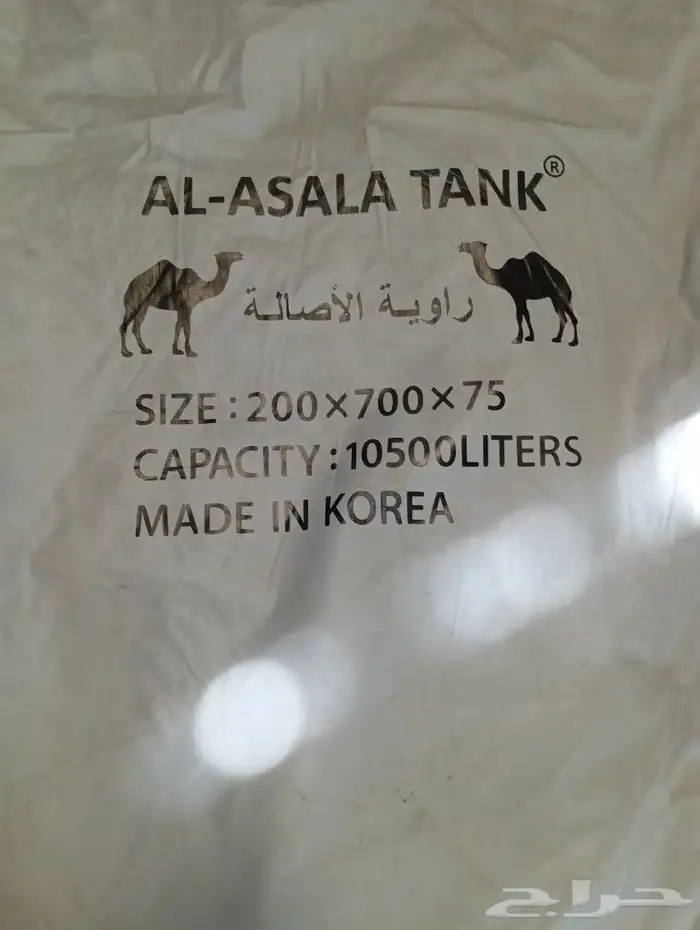 AL-ASALA TANK®
راوية الأصالة
SIZE : 200×700×75
CAPACITY : 10500LITERS
MADE IN KOREA
حراج